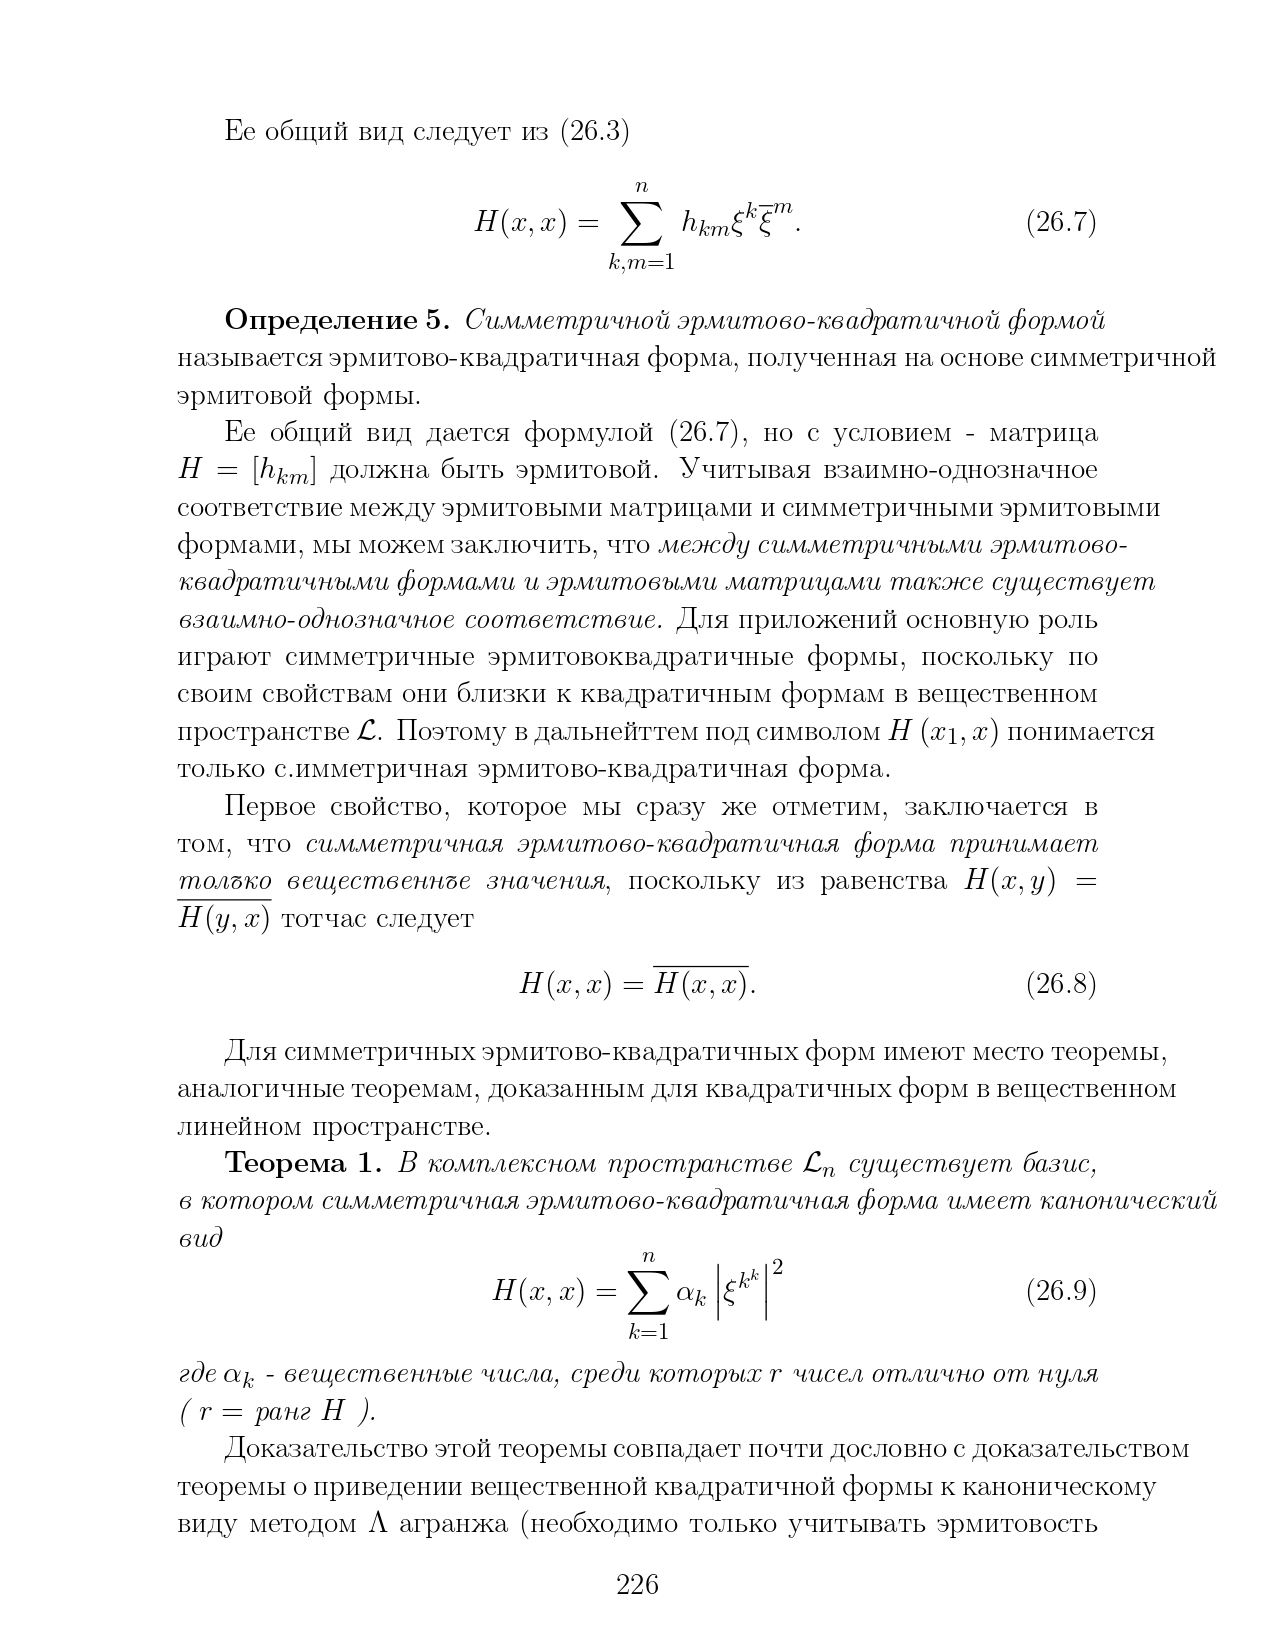 Ее общий вид следует из (26.3)
$$H(x, x) = \sum_{k,m=1}^{n} h_{km} \xi^k \overline{\xi}^m. \quad (26.7)$$
Определение 5. Симметричной эрмитово-квадратичной формой
называется эрмитово-квадратичная форма, полученная на основе симметричной
эрмитовой формы.
Ее общий вид дается формулой (26.7), но с условием - матрица
$H = [h_{km}]$ должна быть эрмитовой. Учитывая взаимно-однозначное
соответствие между эрмитовыми матрицами и симметричными эрмитовыми
формами, мы можем заключить, что между симметричными эрмитово-
квадратичными формами и эрмитовыми матрицами также существует
взаимно-однозначное соответствие. Для приложений основную роль
играют симметричные эрмитовоквадратичные формы, поскольку по
своим свойствам они близки к квадратичным формам в вещественном
пространстве $\mathcal{L}$. Поэтому в дальнейттем под символом $H(x_1, x)$ понимается
только с.имметричная эрмитово-квадратичная форма.
Первое свойство, которое мы сразу же отметим, заключается в
том, что симметричная эрмитово-квадратичная форма принимает
толъко вещественнъе значения, поскольку из равенства $H(x, y) =$
$\overline{H(y, x)}$ тотчас следует
$$H(x, x) = \overline{H(x, x)}. \quad (26.8)$$
Для симметричных эрмитово-квадратичных форм имеют место теоремы,
аналогичные теоремам, доказанным для квадратичных форм в вещественном
линейном пространстве.
Теорема 1. В комплексном пространстве $\mathcal{L}_n$ существует базис,
в котором симметричная эрмитово-квадратичная форма имеет канонический
вид
$$H(x, x) = \sum_{k=1}^{n} \alpha_k \left| \xi^{k^k} \right|^2 \quad (26.9)$$
где $\alpha_k$ - вещественные числа, среди которых $r$ чисел отлично от нуля
( $r =$ ранг $H$ ).
Доказательство этой теоремы совпадает почти дословно с доказательством
теоремы о приведении вещественной квадратичной формы к каноническому
виду методом Λ агранжа (необходимо только учитывать эрмитовость
226